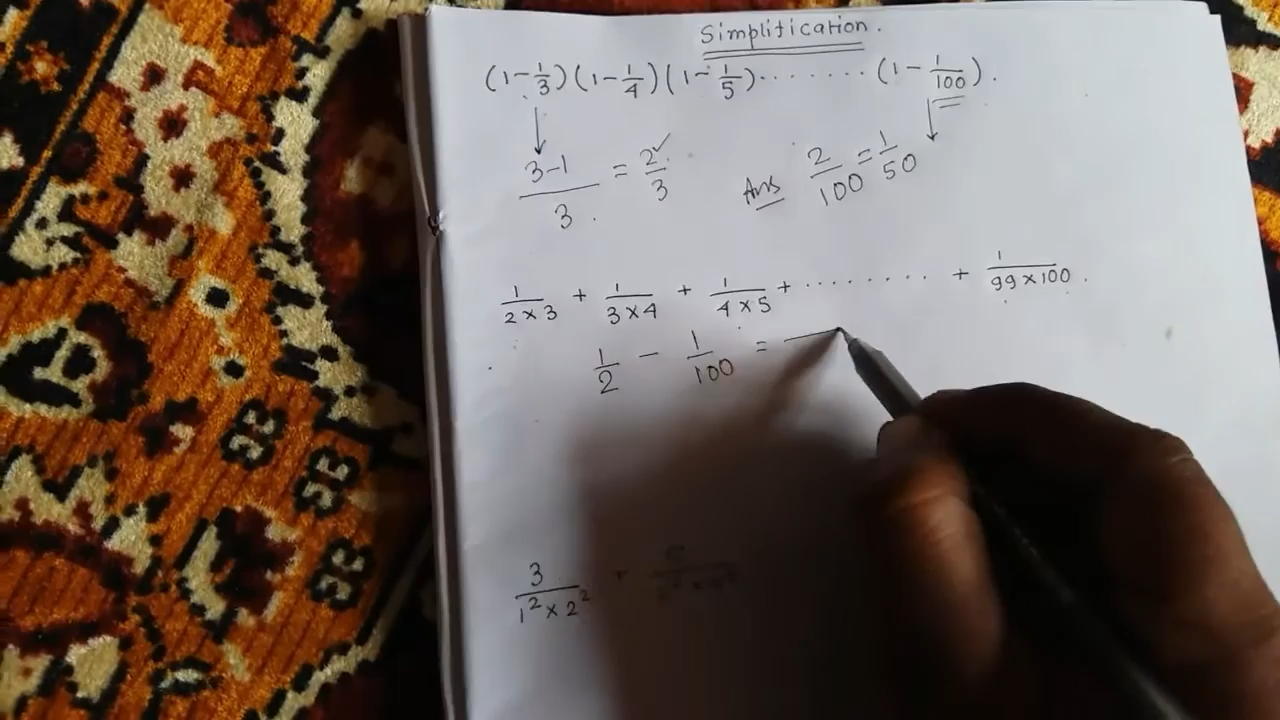 Simplification.
(1-1/3)(1-1/4)(1-1/5)........(1-1/100).
3-1/3 = 2/3 Ans 2/100 = 1/50
1/2×3 + 1/3×4 + 1/4×5 + ........ + 1/99×100.
1/2 - 1/100 =
3/1²×2²